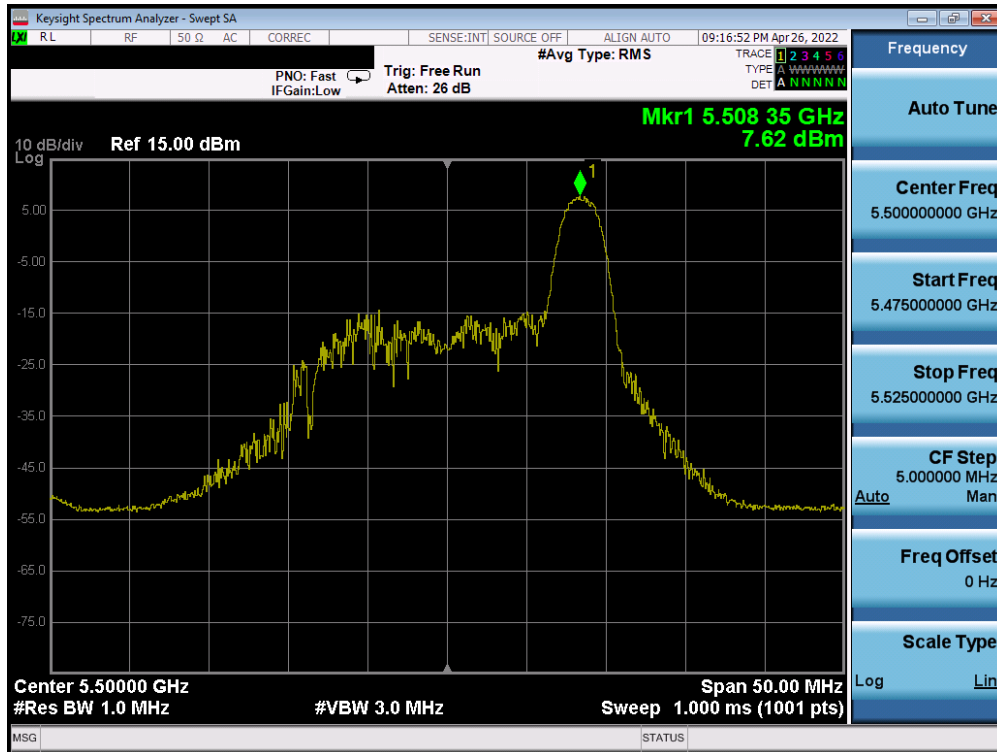 Keysight Spectrum Analyzer - Swept SA
LXI RL RF 50 Ω AC CORREC SENSE:INT SOURCE OFF ALIGN AUTO 09:16:52 PM Apr 26, 2022
PNO: Fast
IFGain:Low
Trig: Free Run
Atten: 26 dB
#Avg Type: RMS
TRACE 1 2 3 4 5 6
TYPE A WWWWW
DET A N N N N N
Mkr1 5.508 35 GHz
7.62 dBm
10 dB/div
Log
Ref 15.00 dBm
1
5.00
-5.00
-15.0
-25.0
-35.0
-45.0
-55.0
-65.0
-75.0
Center 5.50000 GHz
Span 50.00 MHz
#Res BW 1.0 MHz
#VBW 3.0 MHz
Sweep 1.000 ms (1001 pts)
MSG
STATUS
Frequency
Auto Tune
Center Freq
5.500000000 GHz
Start Freq
5.475000000 GHz
Stop Freq
5.525000000 GHz
CF Step
5.000000 MHz
Auto Man
Freq Offset
0 Hz
Scale Type
Log Lin